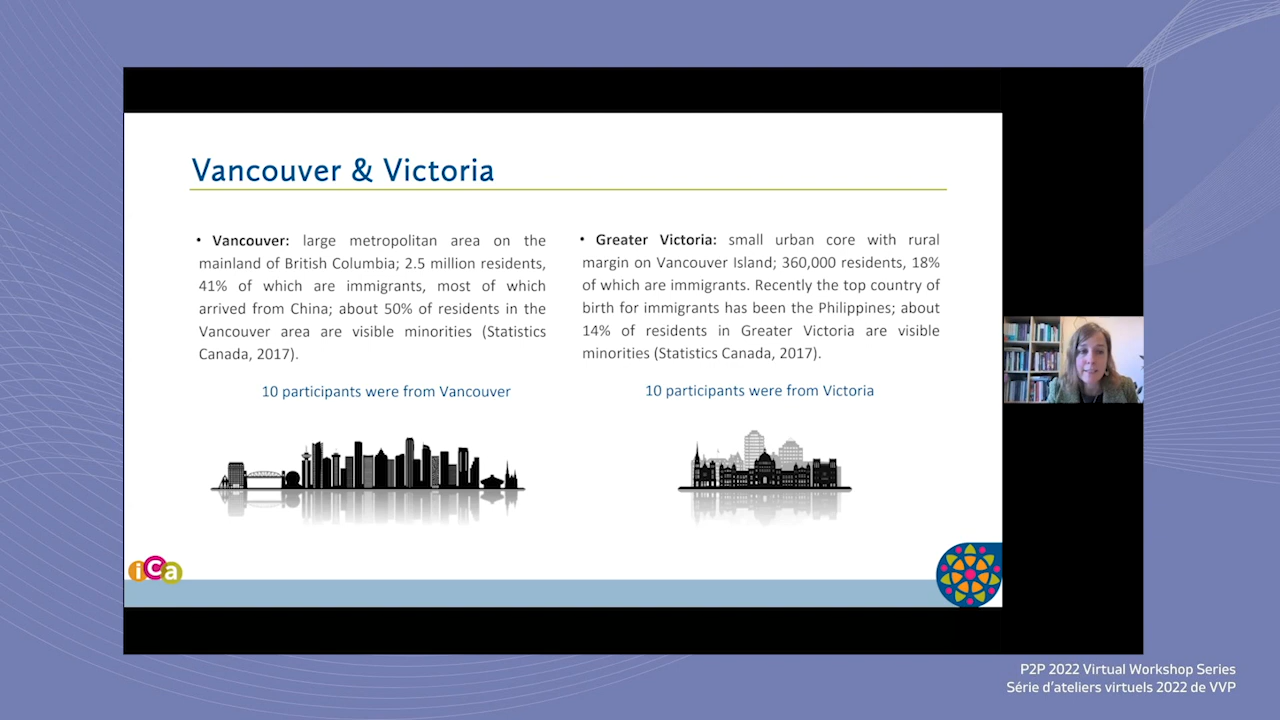 Vancouver & Victoria
• Vancouver: large metropolitan area on the
mainland of British Columbia; 2.5 million residents,
41% of which are immigrants, most of which
arrived from China; about 50% of residents in the
Vancouver area are visible minorities (Statistics
Canada, 2017).
10 participants were from Vancouver
• Greater Victoria: small urban core with rural
margin on Vancouver Island; 360,000 residents, 18%
of which are immigrants. Recently the top country of
birth for immigrants has been the Philippines; about
14% of residents in Greater Victoria are visible
minorities (Statistics Canada, 2017).
10 participants were from Victoria
iCa
P2P 2022 Virtual Workshop Series
Série d'ateliers virtuels 2022 de VVP